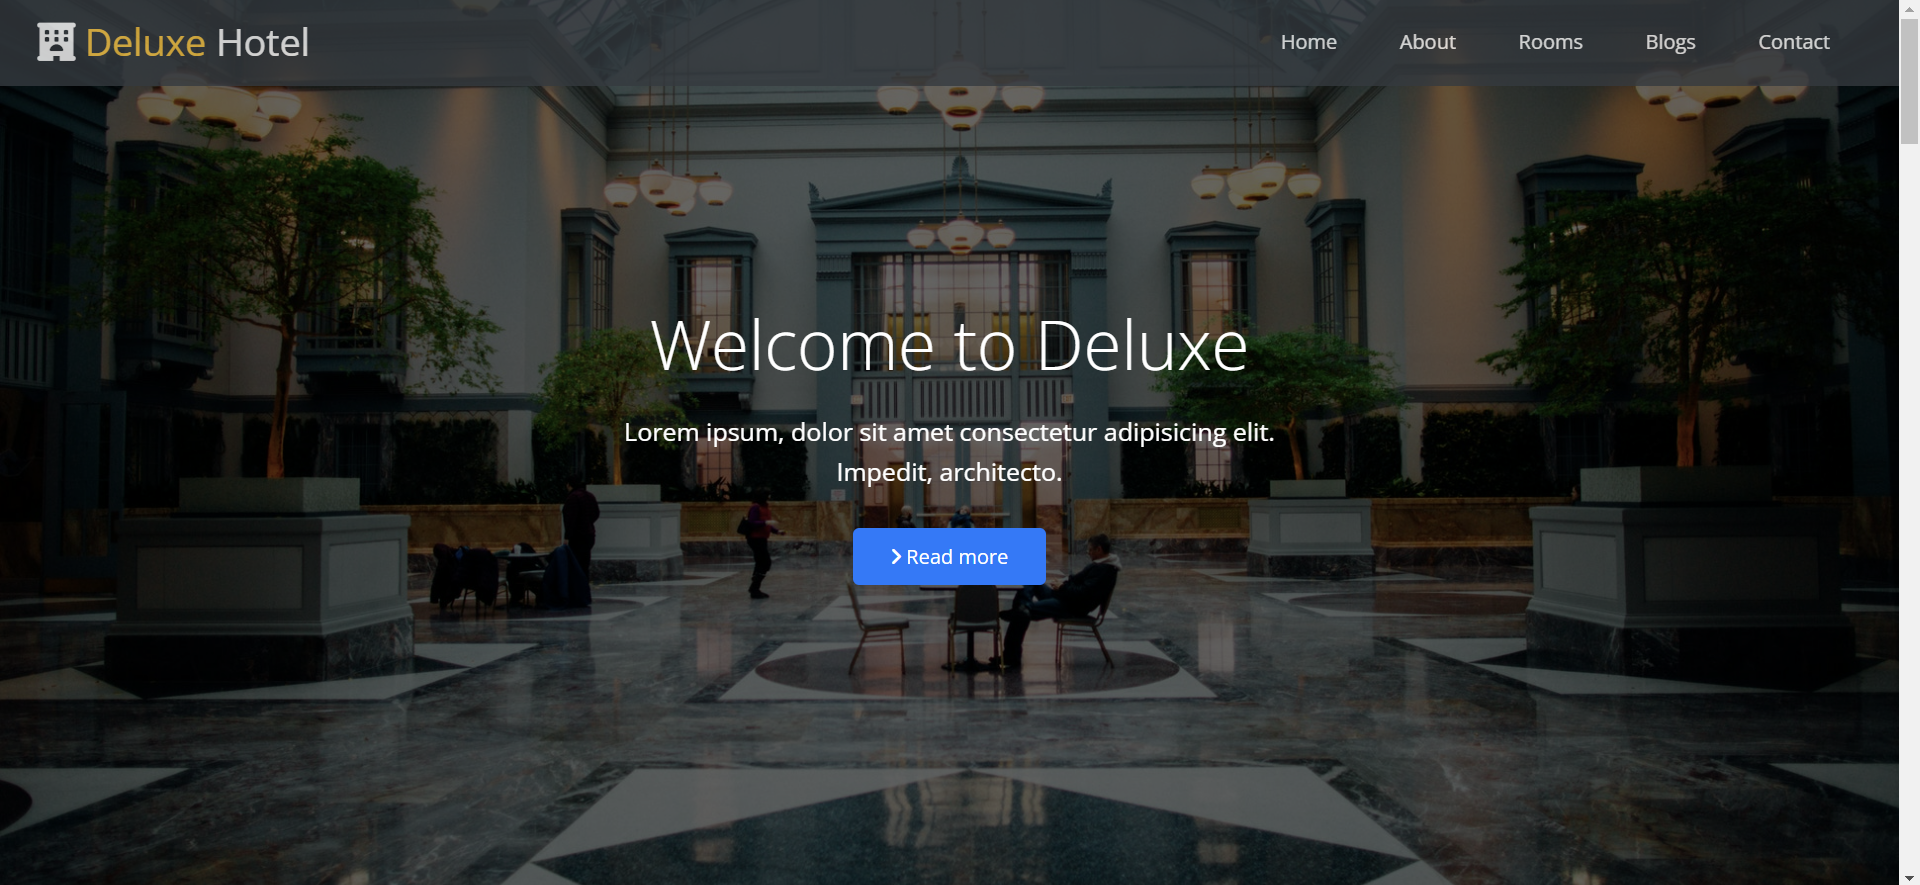 Deluxe Hotel
Home About Rooms Blogs Contact
Welcome to Deluxe
Lorem ipsum, dolor sit amet consectetur adipisicing elit.
Impedit, architecto.
Read more